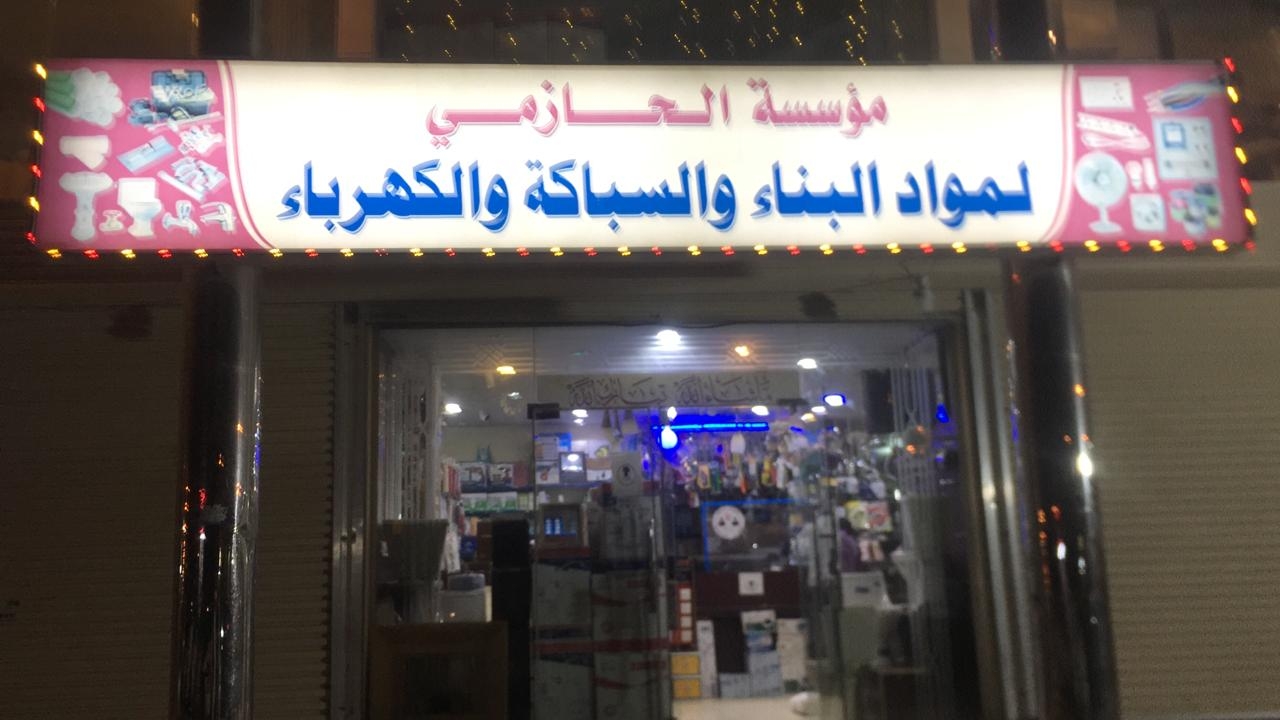 مؤسسة الحازمي
لمواد البناء والسباكة والكهرباء